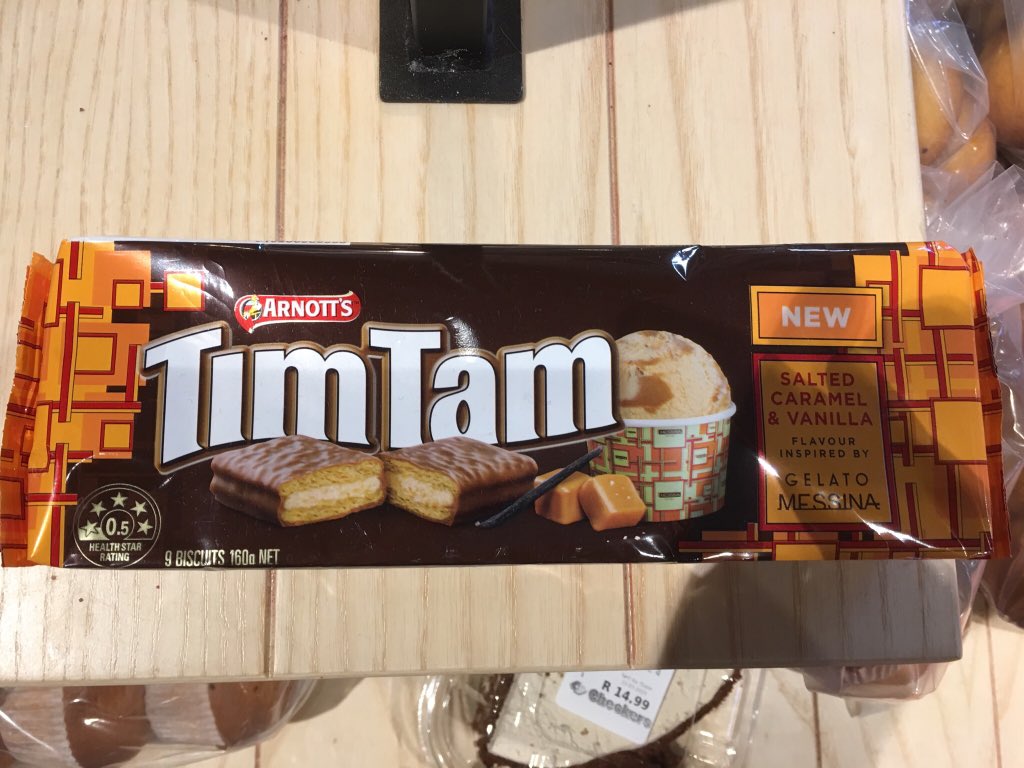 ARNOTT'S
TimTam
NEW
SALTED
CARAMEL
& VANILLA
FLAVOUR
INSPIRED BY
GELATO
MESSINA
0.5
HEALTH STAR
RATING
9 BISCUITS 160g NET
R 14.99
Checkers